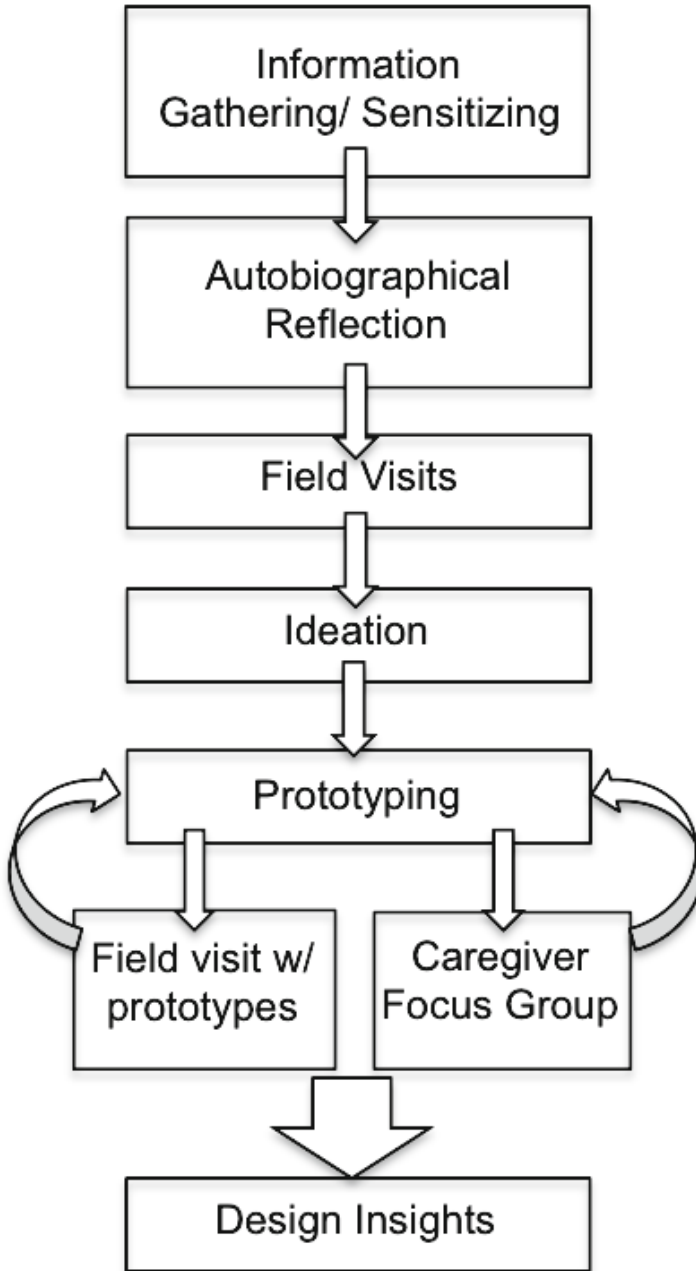 Information
Gathering/ Sensitizing
Autobiographical
Reflection
Field Visits
Ideation
Prototyping
Field visit w/
prototypes
Caregiver
Focus Group
Design Insights